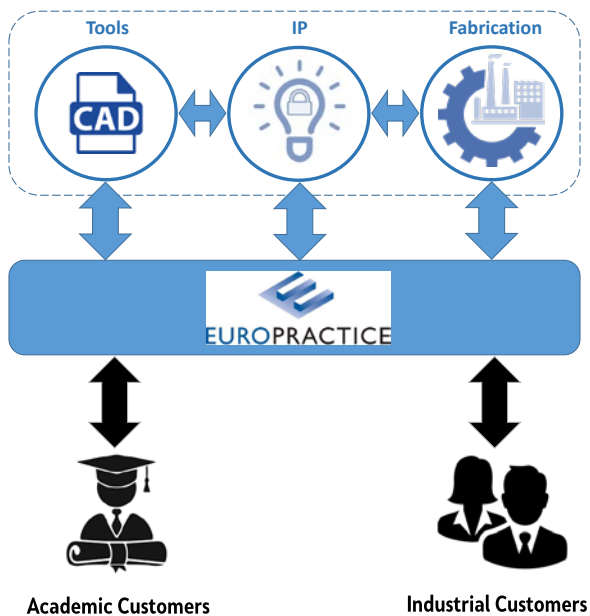 Tools IP Fabrication
CAD
EUROPRACTICE
Academic Customers Industrial Customers